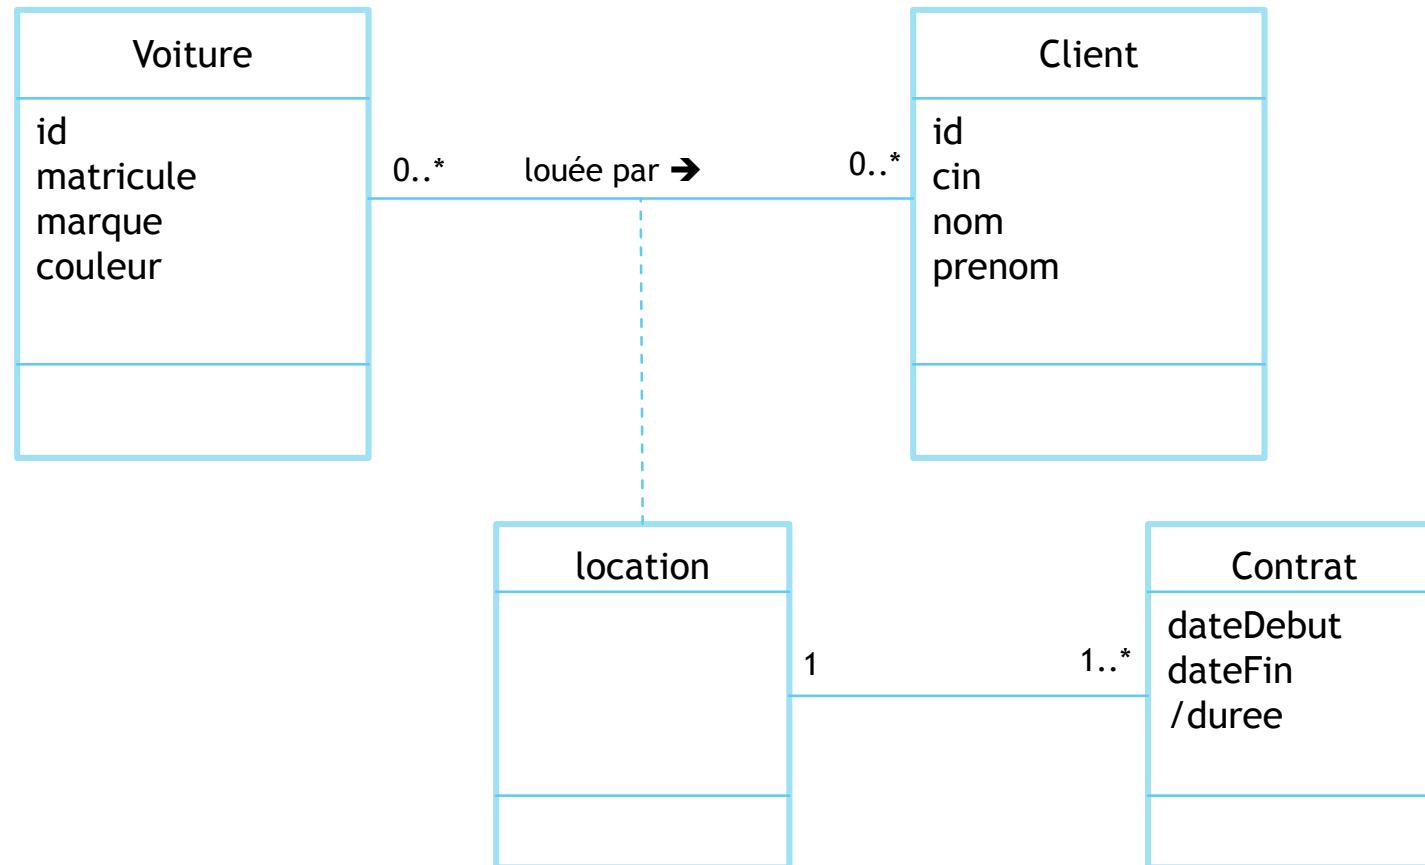 Voiture
id
matricule
marque
couleur
0..*
louée par ➔
0..*
Client
id
cin
nom
prenom
location
1
1..*
Contrat
dateDebut
dateFin
/duree